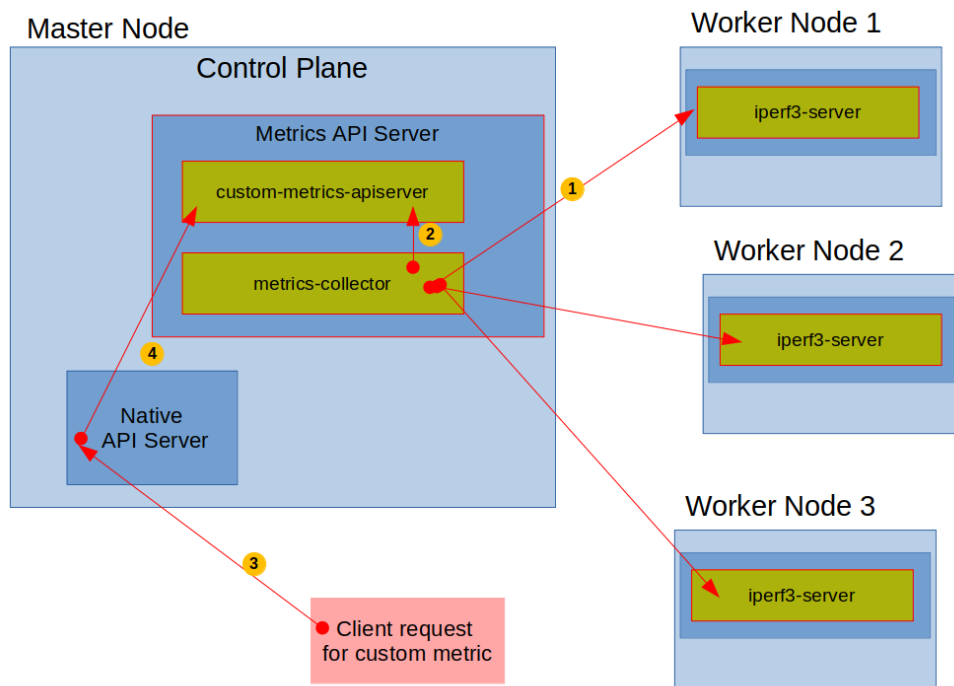 Master Node
Control Plane
Metrics API Server
custom-metrics-apiserver
2
metrics-collector
4
Native
API Server
3
Client request
for custom metric
1
Worker Node 1
iperf3-server
Worker Node 2
iperf3-server
Worker Node 3
iperf3-server